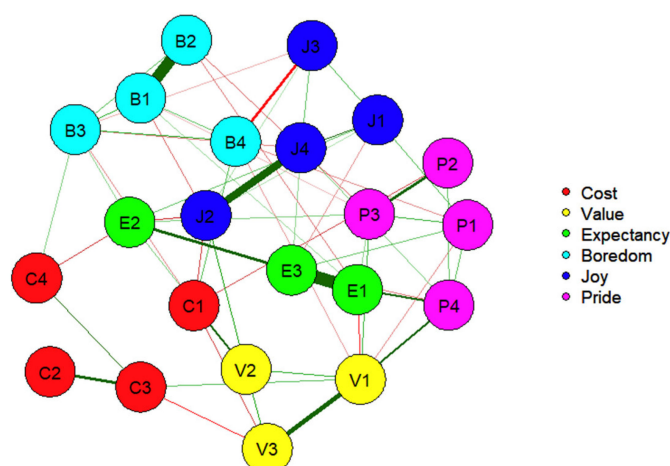 B2
J3
B1
B3
B4
J4
J1
P2
E2
J2
P3
P1
C4
E3
E1
C1
P4
C2
C3
V2
V1
V3
Cost
Value
Expectancy
Boredom
Joy
Pride